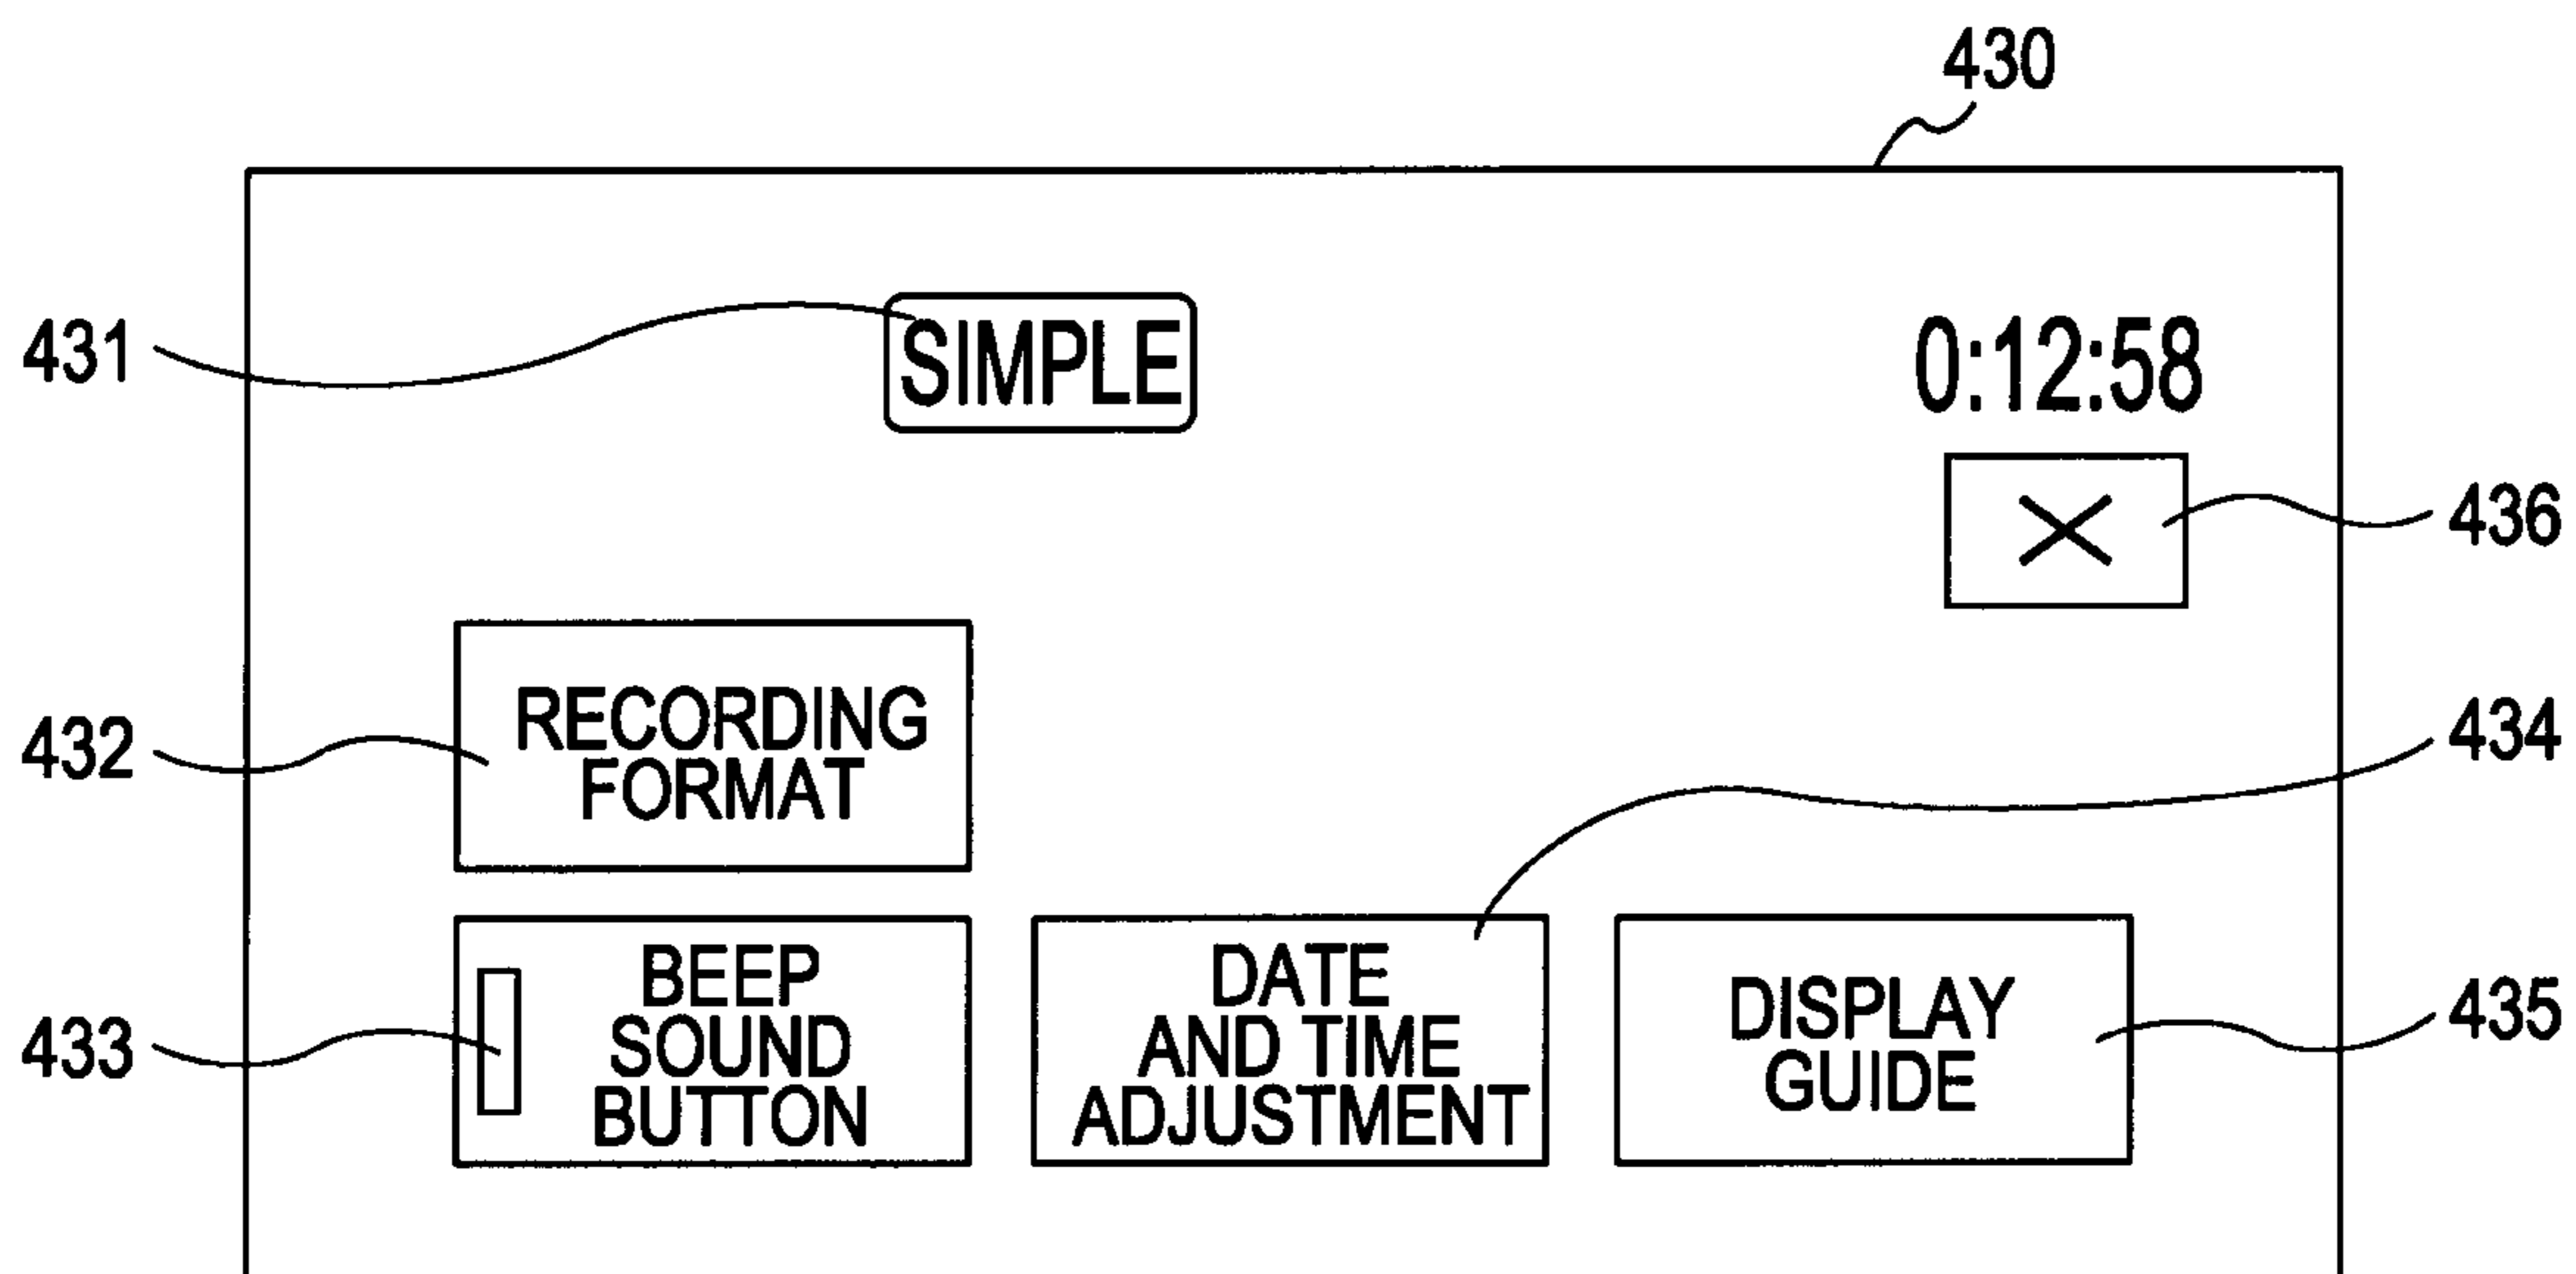 430
431
SIMPLE
0:12:58
436
432
RECORDING
FORMAT
434
433
BEEP
SOUND
BUTTON
DATE
AND TIME
ADJUSTMENT
DISPLAY
GUIDE
435